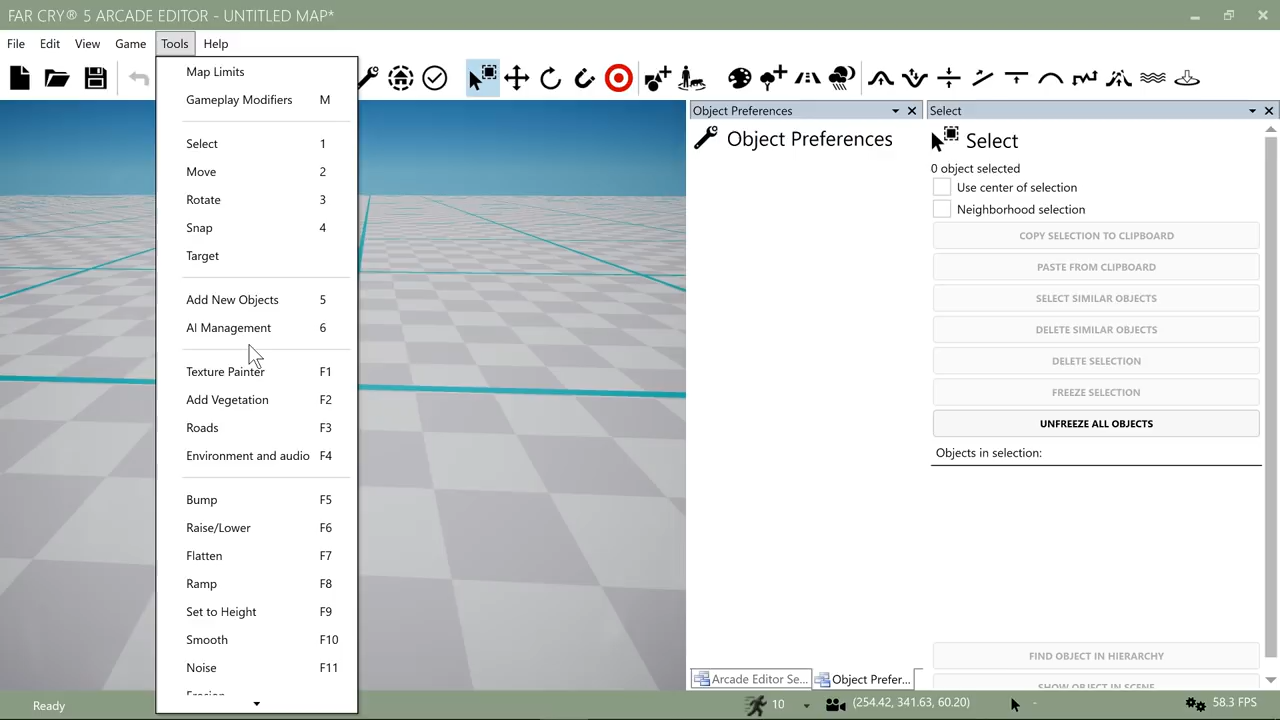 FAR CRY® 5 ARCADE EDITOR - UNTITLED MAP*
File Edit View Game Tools Help
Map Limits
Gameplay Modifiers M
Select 1
Move 2
Rotate 3
Snap 4
Target
Add New Objects 5
AI Management 6
Texture Painter F1
Add Vegetation F2
Roads F3
Environment and audio F4
Bump F5
Raise/Lower F6
Flatten F7
Ramp F8
Set to Height F9
Smooth F10
Noise F11
Erosion
Object Preferences
Object Preferences
Arcade Editor Se...
Object Prefer...
Select
Select
0 object selected
Use center of selection
Neighborhood selection
COPY SELECTION TO CLIPBOARD
PASTE FROM CLIPBOARD
SELECT SIMILAR OBJECTS
DELETE SIMILAR OBJECTS
DELETE SELECTION
FREEZE SELECTION
UNFREEZE ALL OBJECTS
Objects in selection:
FIND OBJECT IN HIERARCHY
SHOW OBJECT IN SCENE
Ready 10 (254.42, 341.63, 60.20) - 58.3 FPS